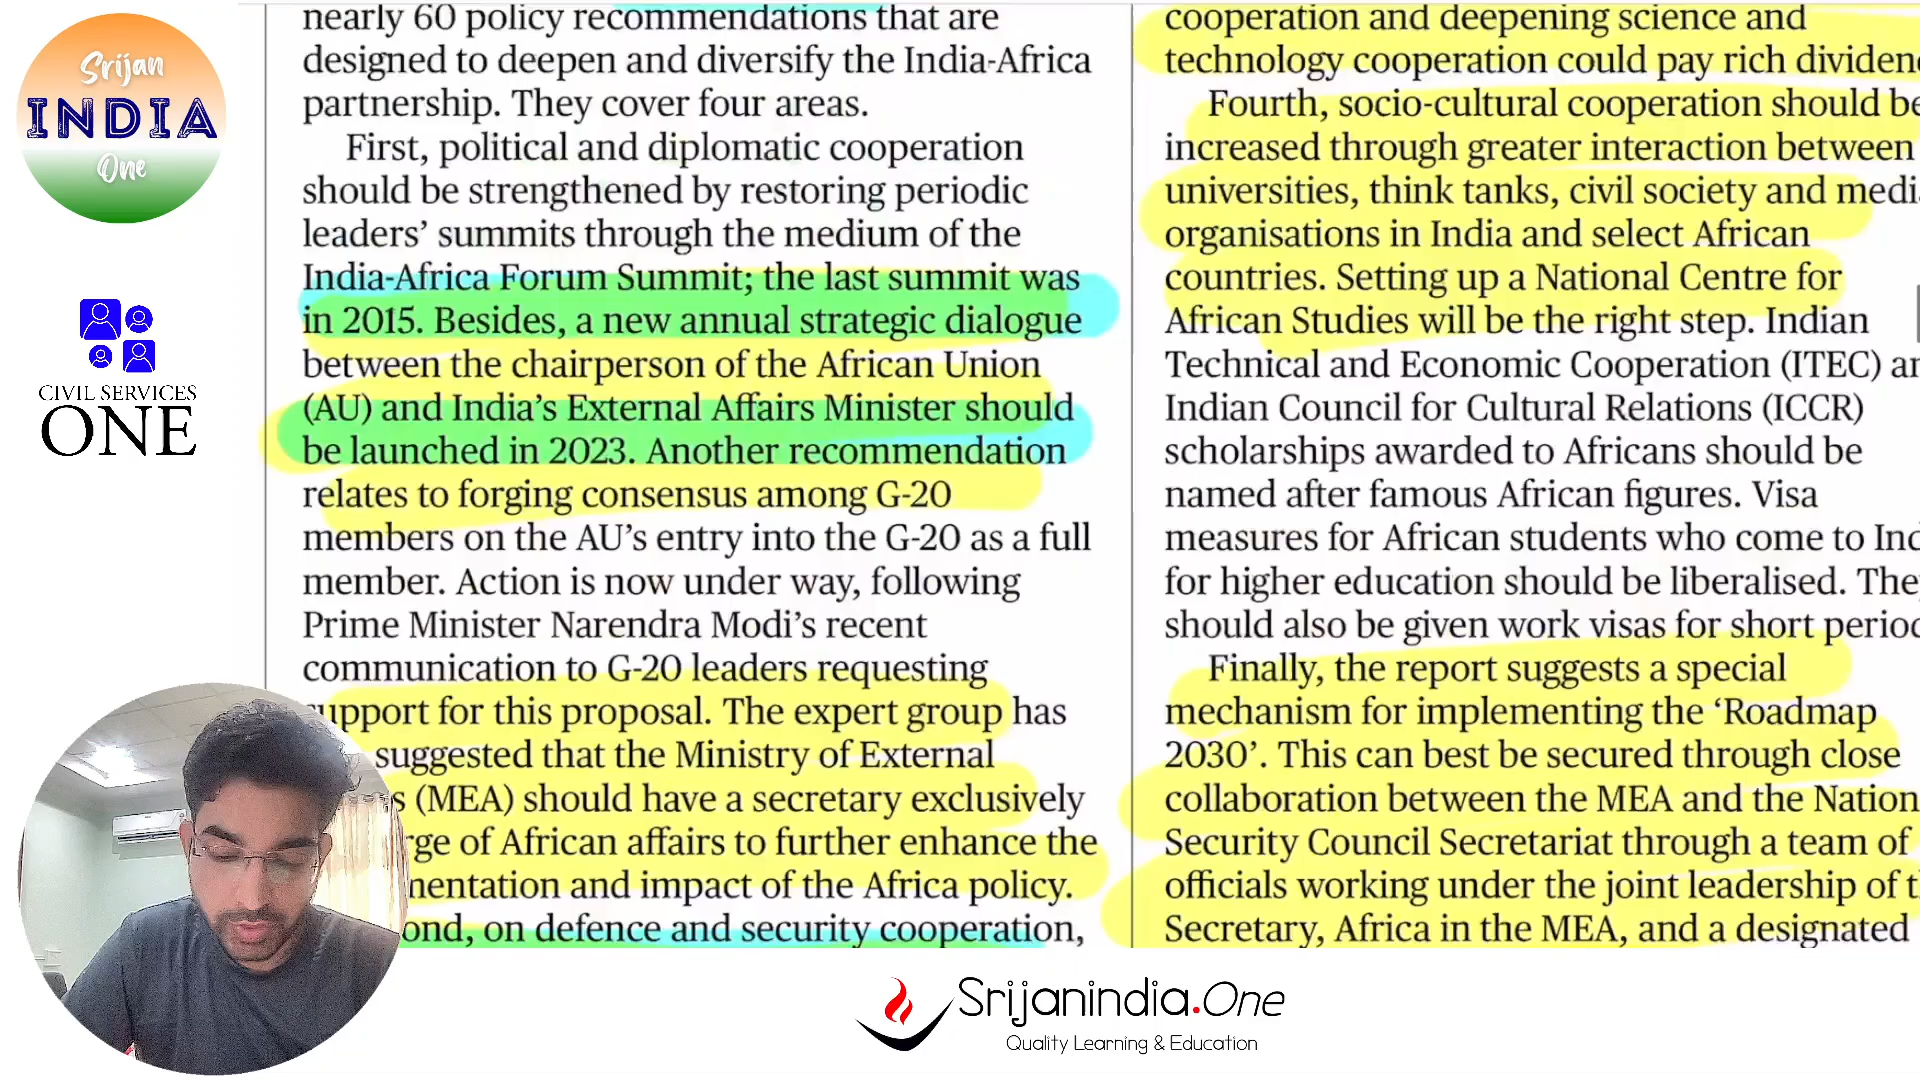 Srijan
INDIA
One
CIVIL SERVICES
ONE
nearly 60 policy recommendations that are
designed to deepen and diversify the India-Africa
partnership. They cover four areas.
First, political and diplomatic cooperation
should be strengthened by restoring periodic
leaders’ summits through the medium of the
India-Africa Forum Summit; the last summit was
in 2015. Besides, a new annual strategic dialogue
between the chairperson of the African Union
(AU) and India’s External Affairs Minister should
be launched in 2023. Another recommendation
relates to forging consensus among G-20
members on the AU’s entry into the G-20 as a full
member. Action is now under way, following
Prime Minister Narendra Modi’s recent
communication to G-20 leaders requesting
upport for this proposal. The expert group has
suggested that the Ministry of External
s (MEA) should have a secretary exclusively
rge of African affairs to further enhance the
mentation and impact of the Africa policy.
ond, on defence and security cooperation,
cooperation and deepening science and
technology cooperation could pay rich dividen
Fourth, socio-cultural cooperation should be
increased through greater interaction between
universities, think tanks, civil society and medi
organisations in India and select African
countries. Setting up a National Centre for
African Studies will be the right step. Indian
Technical and Economic Cooperation (ITEC) an
Indian Council for Cultural Relations (ICCR)
scholarships awarded to Africans should be
named after famous African figures. Visa
measures for African students who come to Ind
for higher education should be liberalised. The
should also be given work visas for short perio
Finally, the report suggests a special
mechanism for implementing the ‘Roadmap
2030’. This can best be secured through close
collaboration between the MEA and the Nation
Security Council Secretariat through a team of
officials working under the joint leadership of t
Secretary, Africa in the MEA, and a designated
Srijanindia.One
Quality Learning & Education